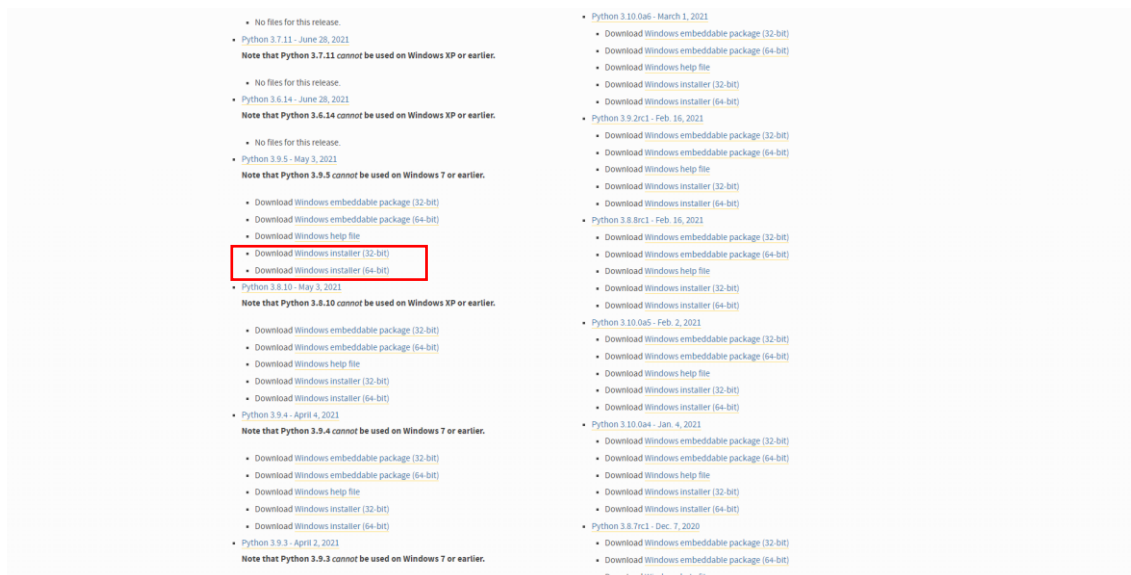 No files for this release.
Python 3.7.11 - June 28, 2021
Note that Python 3.7.11 cannot be used on Windows XP or earlier.
No files for this release.
Python 3.6.14 - June 28, 2021
Note that Python 3.6.14 cannot be used on Windows XP or earlier.
No files for this release.
Python 3.9.5 - May 3, 2021
Note that Python 3.9.5 cannot be used on Windows 7 or earlier.
Download Windows embeddable package (32-bit)
Download Windows embeddable package (64-bit)
Download Windows help file
Download Windows installer (32-bit)
Download Windows installer (64-bit)
Python 3.8.10 - May 3, 2021
Note that Python 3.8.10 cannot be used on Windows XP or earlier.
Download Windows embeddable package (32-bit)
Download Windows embeddable package (64-bit)
Download Windows help file
Download Windows installer (32-bit)
Download Windows installer (64-bit)
Python 3.9.4 - April 4, 2021
Note that Python 3.9.4 cannot be used on Windows 7 or earlier.
Download Windows embeddable package (32-bit)
Download Windows embeddable package (64-bit)
Download Windows help file
Download Windows installer (32-bit)
Download Windows installer (64-bit)
Python 3.9.3 - April 2, 2021
Note that Python 3.9.3 cannot be used on Windows 7 or earlier.
Python 3.10.0a6 - March 1, 2021
Download Windows embeddable package (32-bit)
Download Windows embeddable package (64-bit)
Download Windows help file
Download Windows installer (32-bit)
Download Windows installer (64-bit)
Python 3.9.2rc1 - Feb. 16, 2021
Download Windows embeddable package (32-bit)
Download Windows embeddable package (64-bit)
Download Windows help file
Download Windows installer (32-bit)
Download Windows installer (64-bit)
Python 3.8.8rc1 - Feb. 16, 2021
Download Windows embeddable package (32-bit)
Download Windows embeddable package (64-bit)
Download Windows help file
Download Windows installer (32-bit)
Download Windows installer (64-bit)
Python 3.10.0a5 - Feb. 2, 2021
Download Windows embeddable package (32-bit)
Download Windows embeddable package (64-bit)
Download Windows help file
Download Windows installer (32-bit)
Download Windows installer (64-bit)
Python 3.10.0a4 - Jan. 4, 2021
Download Windows embeddable package (32-bit)
Download Windows embeddable package (64-bit)
Download Windows help file
Download Windows installer (32-bit)
Download Windows installer (64-bit)
Python 3.8.7rc1 - Dec. 7, 2020
Download Windows embeddable package (32-bit)
Download Windows embeddable package (64-bit)